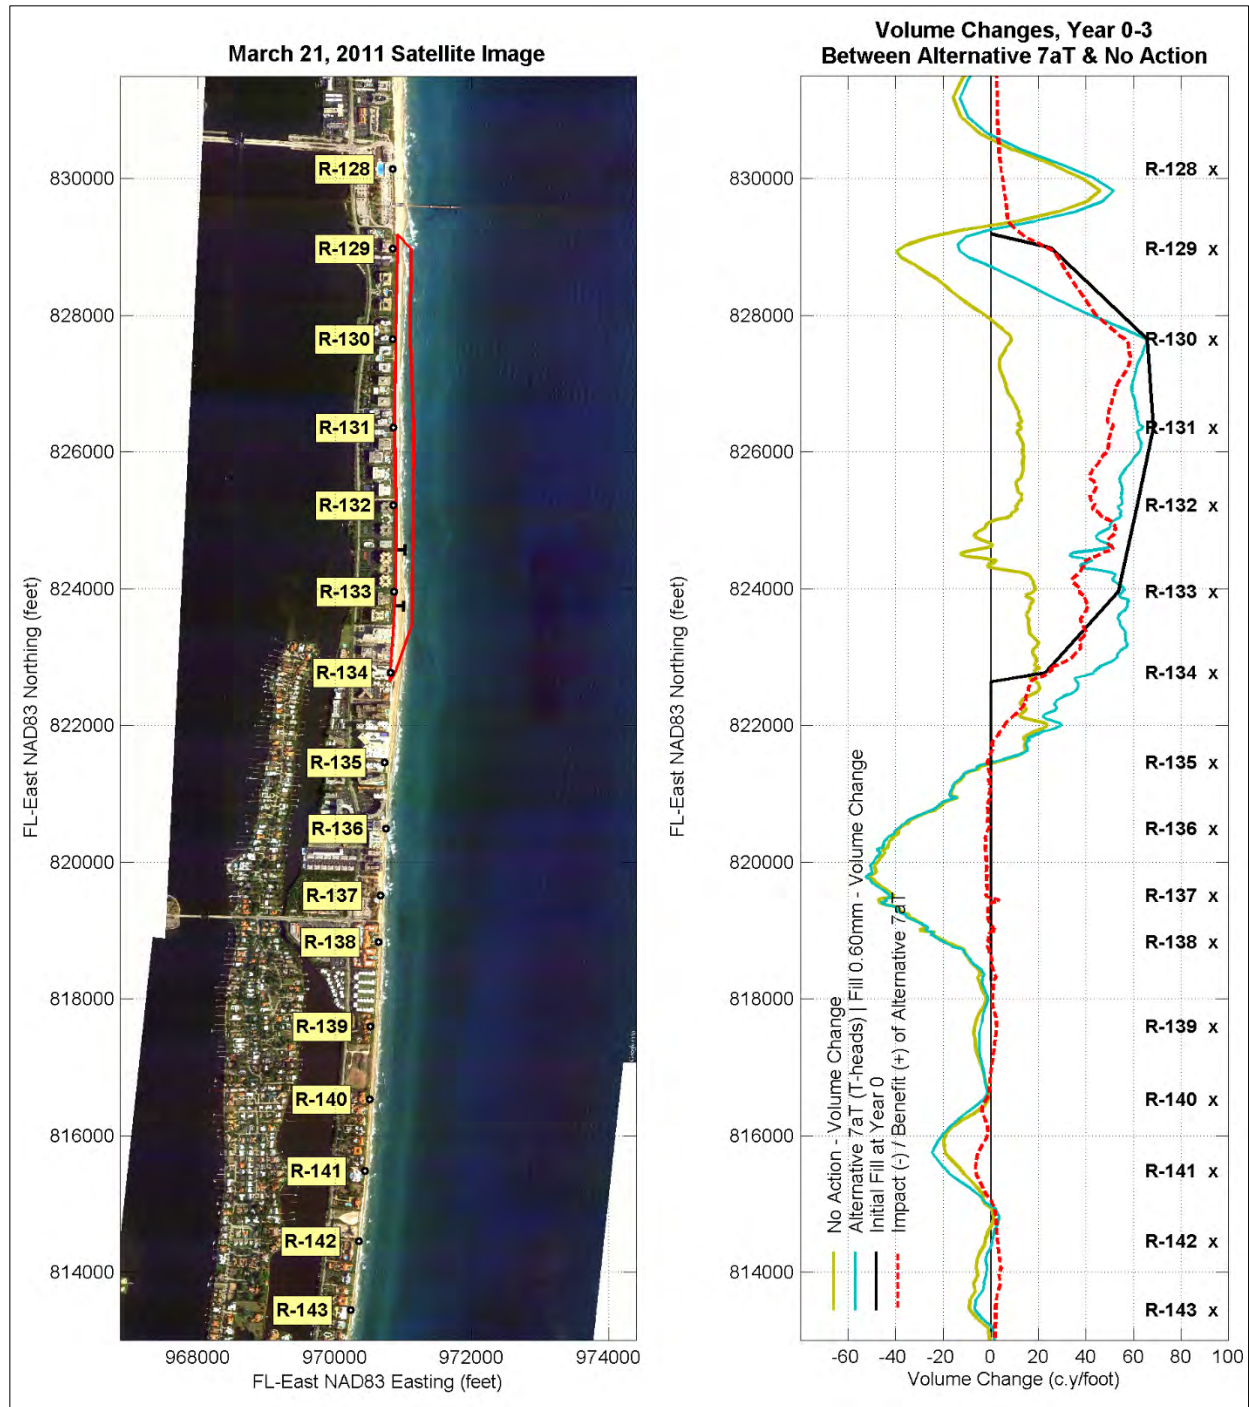 March 21, 2011 Satellite Image
830000
828000
826000
824000
822000
820000
818000
816000
814000
FL-East NAD83 Northing (feet)
R-128
R-129
R-130
R-131
R-132
R-133
R-134
R-135
R-136
R-137
R-138
R-139
R-140
R-141
R-142
R-143
968000 970000 972000 974000
FL-East NAD83 Easting (feet)
Volume Changes, Year 0-3
Between Alternative 7aT & No Action
830000
828000
826000
824000
822000
820000
818000
816000
814000
FL-East NAD83 Northing (feet)
R-128 x
R-129 x
R-130 x
R-131 x
R-132 x
R-133 x
R-134 x
R-135 x
R-136 x
R-137 x
R-138 x
R-139 x
R-140 x
R-141 x
R-142 x
R-143 x
No Action - Volume Change
Alternative 7aT (T-heads) | Fill 0.60mm - Volume Change
Initial Fill at Year 0
Impact (-) / Benefit (+) of Alternative 7aT
-60 -40 -20 0 20 40 60 80 100
Volume Change (c.y/foot)